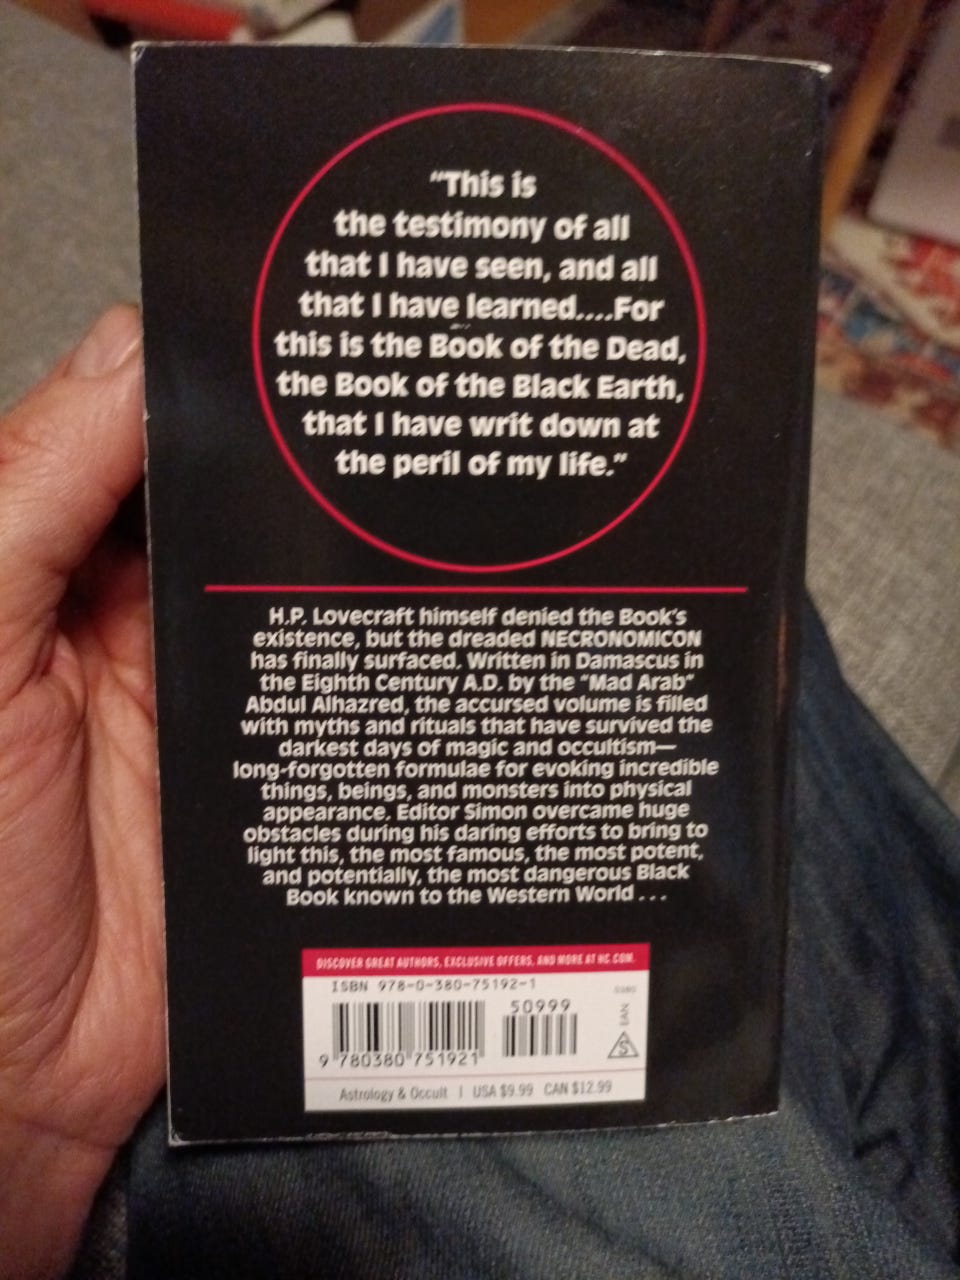 "This is
the testimony of all
that I have seen, and all
that I have learned....For
this is the Book of the Dead,
the Book of the Black Earth,
that I have writ down at
the peril of my life."
H.P. Lovecraft himself denied the Book's
existence, but the dreaded NECRONOMICON
has finally surfaced. Written in Damascus in
the Eighth Century A.D. by the "Mad Arab"
Abdul Alhazred, the accursed volume is filled
with myths and rituals that have survived the
darkest days of magic and occultism—
long-forgotten formulae for evoking incredible
things, beings, and monsters into physical
appearance. Editor Simon overcame huge
obstacles during his daring efforts to bring to
light this, the most famous, the most potent,
and potentially, the most dangerous Black
Book known to the Western World . . .
DISCOVER GREAT AUTHORS, EXCLUSIVE OFFERS, AND MORE AT HC.COM.
ISBN 978-0-380-75192-1
50999
EAN
S
9 780380 751921
Astrology & Occult | USA $9.99 CAN $12.99